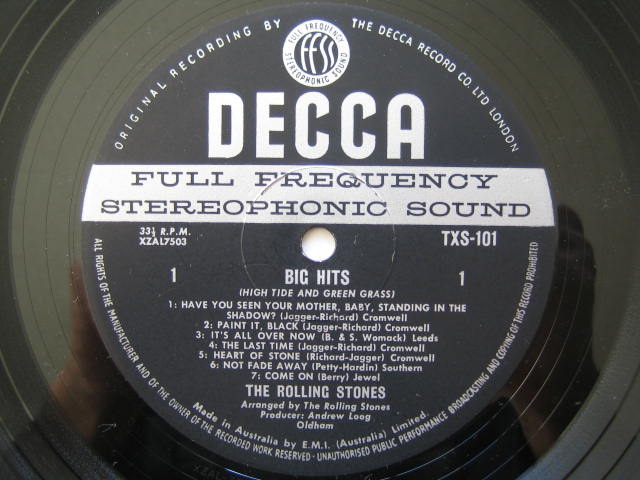 ORIGINAL RECORDING BY THE DECCA RECORD CO. LTD LONDON
FULL FREQUENCY
ffss
STEREOPHONIC SOUND
DECCA
FULL FREQUENCY
STEREOPHONIC SOUND
33⅓ R.P.M.
XZAL7503
TXS-101
1 BIG HITS 1
(HIGH TIDE AND GREEN GRASS)
1: HAVE YOU SEEN YOUR MOTHER, BABY, STANDING IN THE
SHADOW? (Jagger-Richard) Cromwell
2: PAINT IT, BLACK (Jagger-Richard) Cromwell
3: IT'S ALL OVER NOW (B. & S. Womack) Leeds
4: THE LAST TIME (Jagger-Richard) Cromwell
5: HEART OF STONE (Richard-Jagger) Cromwell
6: NOT FADE AWAY (Petty-Hardin) Southern
7: COME ON (Berry) Jewel
THE ROLLING STONES
Arranged by The Rolling Stones
Producer: Andrew Loog
Oldham
Made in Australia by E.M.I. (Australia) Limited.
ALL RIGHTS OF THE MANUFACTURER AND OF THE OWNER OF THE RECORDED WORK RESERVED - UNAUTHORISED PUBLIC PERFORMANCE BROADCASTING AND COPYING OF THIS RECORD PROHIBITED